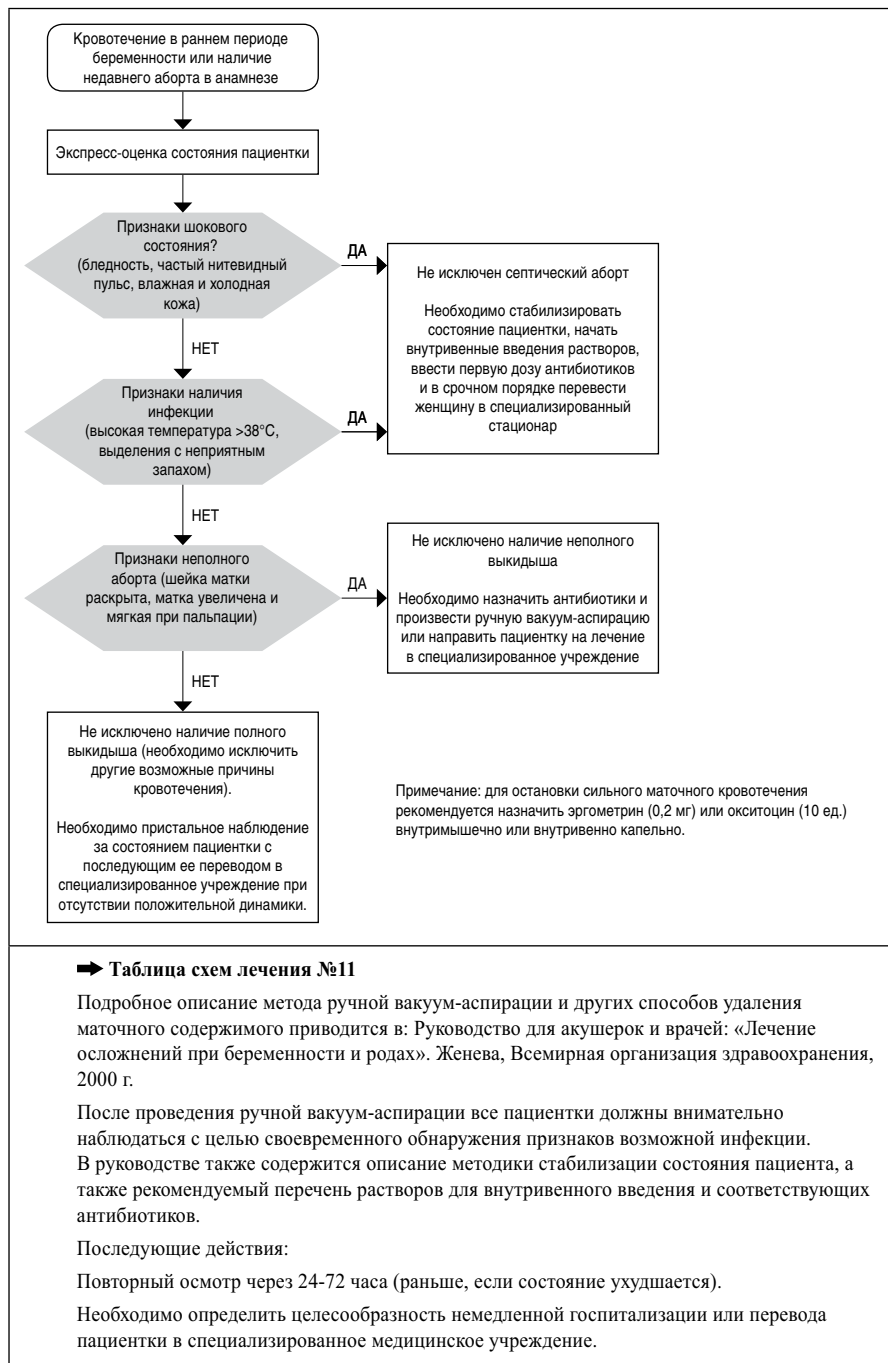 Кровотечение в раннем периоде
беременности или наличие
недавнего аборта в анамнезе
Экспресс-оценка состояния пациентки
Признаки шокового
состояния?
(бледность, частый нитевидный
пульс, влажная и холодная
кожа)
ДА
Не исключен септический аборт
Необходимо стабилизировать
состояние пациентки, начать
внутривенные введения растворов,
ввести первую дозу антибиотиков
и в срочном порядке перевести
женщину в специализированный
стационар
НЕТ
Признаки наличия
инфекции
(высокая температура >38°C,
выделения с неприятным
запахом)
ДА
НЕТ
Признаки неполного
аборта (шейка матки
раскрыта, матка увеличена и
мягкая при пальпации)
ДА
Не исключено наличие неполного
выкидыша
Необходимо назначить антибиотики и
произвести ручную вакуум-аспирацию
или направить пациентку на лечение
в специализированное учреждение
НЕТ
Не исключено наличие полного
выкидыша (необходимо исключить
другие возможные причины
кровотечения).
Необходимо пристальное наблюдение
за состоянием пациентки с
последующим ее переводом в
специализированное учреждение при
отсутствии положительной динамики.
Примечание: для остановки сильного маточного кровотечения
рекомендуется назначить эргометрин (0,2 мг) или окситоцин (10 ед.)
внутримышечно или внутривенно капельно.
➡ Таблица схем лечения №11
Подробное описание метода ручной вакуум-аспирации и других способов удаления
маточного содержимого приводится в: Руководство для акушерок и врачей: «Лечение
осложнений при беременности и родах». Женева, Всемирная организация здравоохранения,
2000 г.
После проведения ручной вакуум-аспирации все пациентки должны внимательно
наблюдаться с целью своевременного обнаружения признаков возможной инфекции.
В руководстве также содержится описание методики стабилизации состояния пациента, а
также рекомендуемый перечень растворов для внутривенного введения и соответствующих
антибиотиков.
Последующие действия:
Повторный осмотр через 24-72 часа (раньше, если состояние ухудшается).
Необходимо определить целесообразность немедленной госпитализации или перевода
пациентки в специализированное медицинское учреждение.